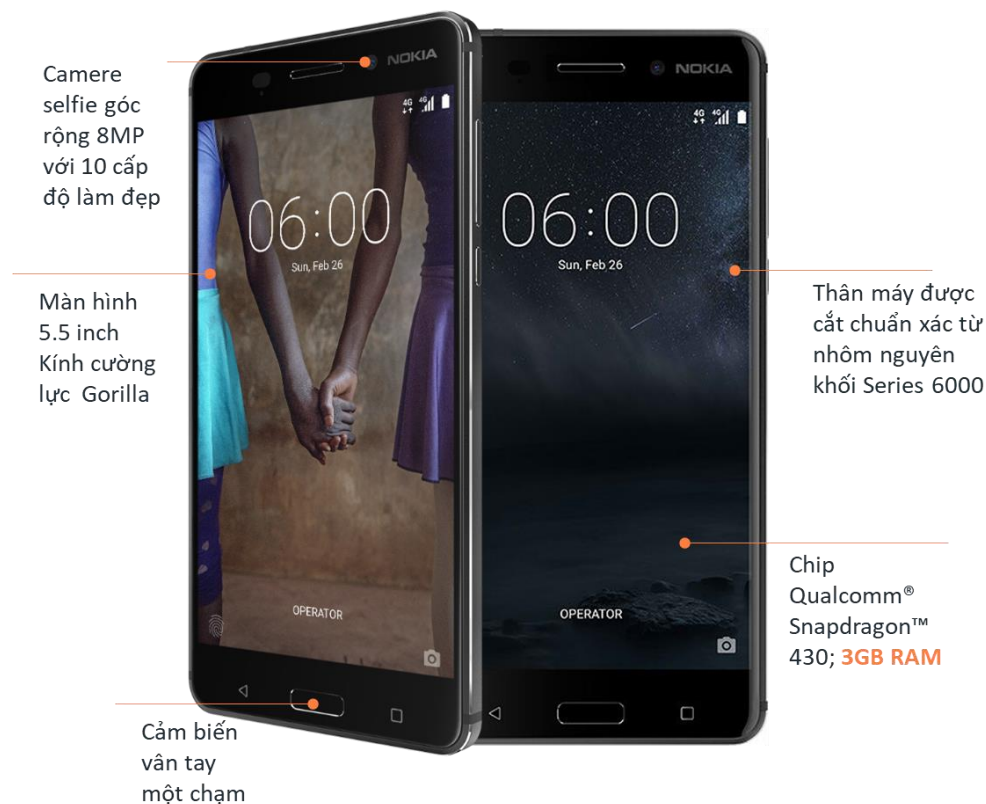 Camere
selfie góc
rộng 8MP
với 10 cấp
độ làm đẹp
Màn hình
5.5 inch
Kính cường
lực Gorilla
Cảm biến
vân tay
một chạm
NOKIA
4G 4G
06:00
Sun, Feb 26
OPERATOR
NOKIA
4G 4G
06:00
Sun, Feb 26
OPERATOR
Thân máy được
cắt chuẩn xác từ
nhôm nguyên
khối Series 6000
Chip
Qualcomm®
Snapdragon™
430; 3GB RAM